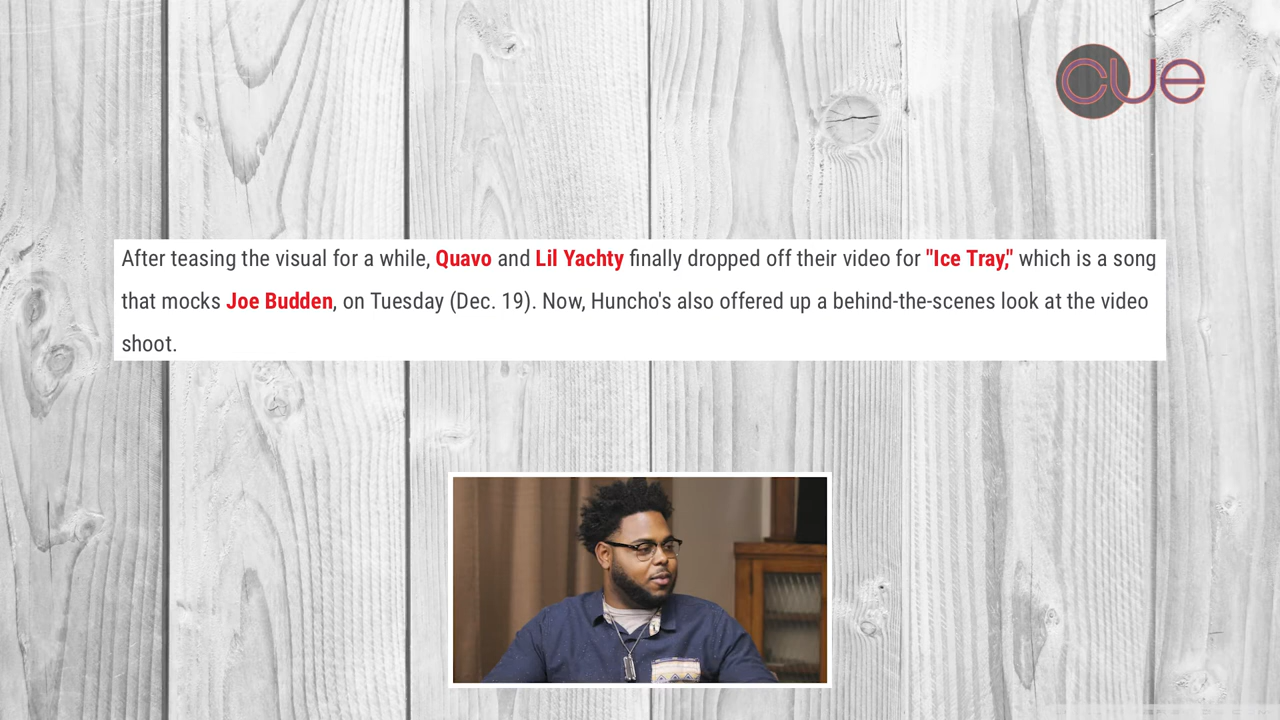 cue
After teasing the visual for a while, Quavo and Lil Yachty finally dropped off their video for "Ice Tray," which is a song
that mocks Joe Budden, on Tuesday (Dec. 19). Now, Huncho's also offered up a behind-the-scenes look at the video
shoot.